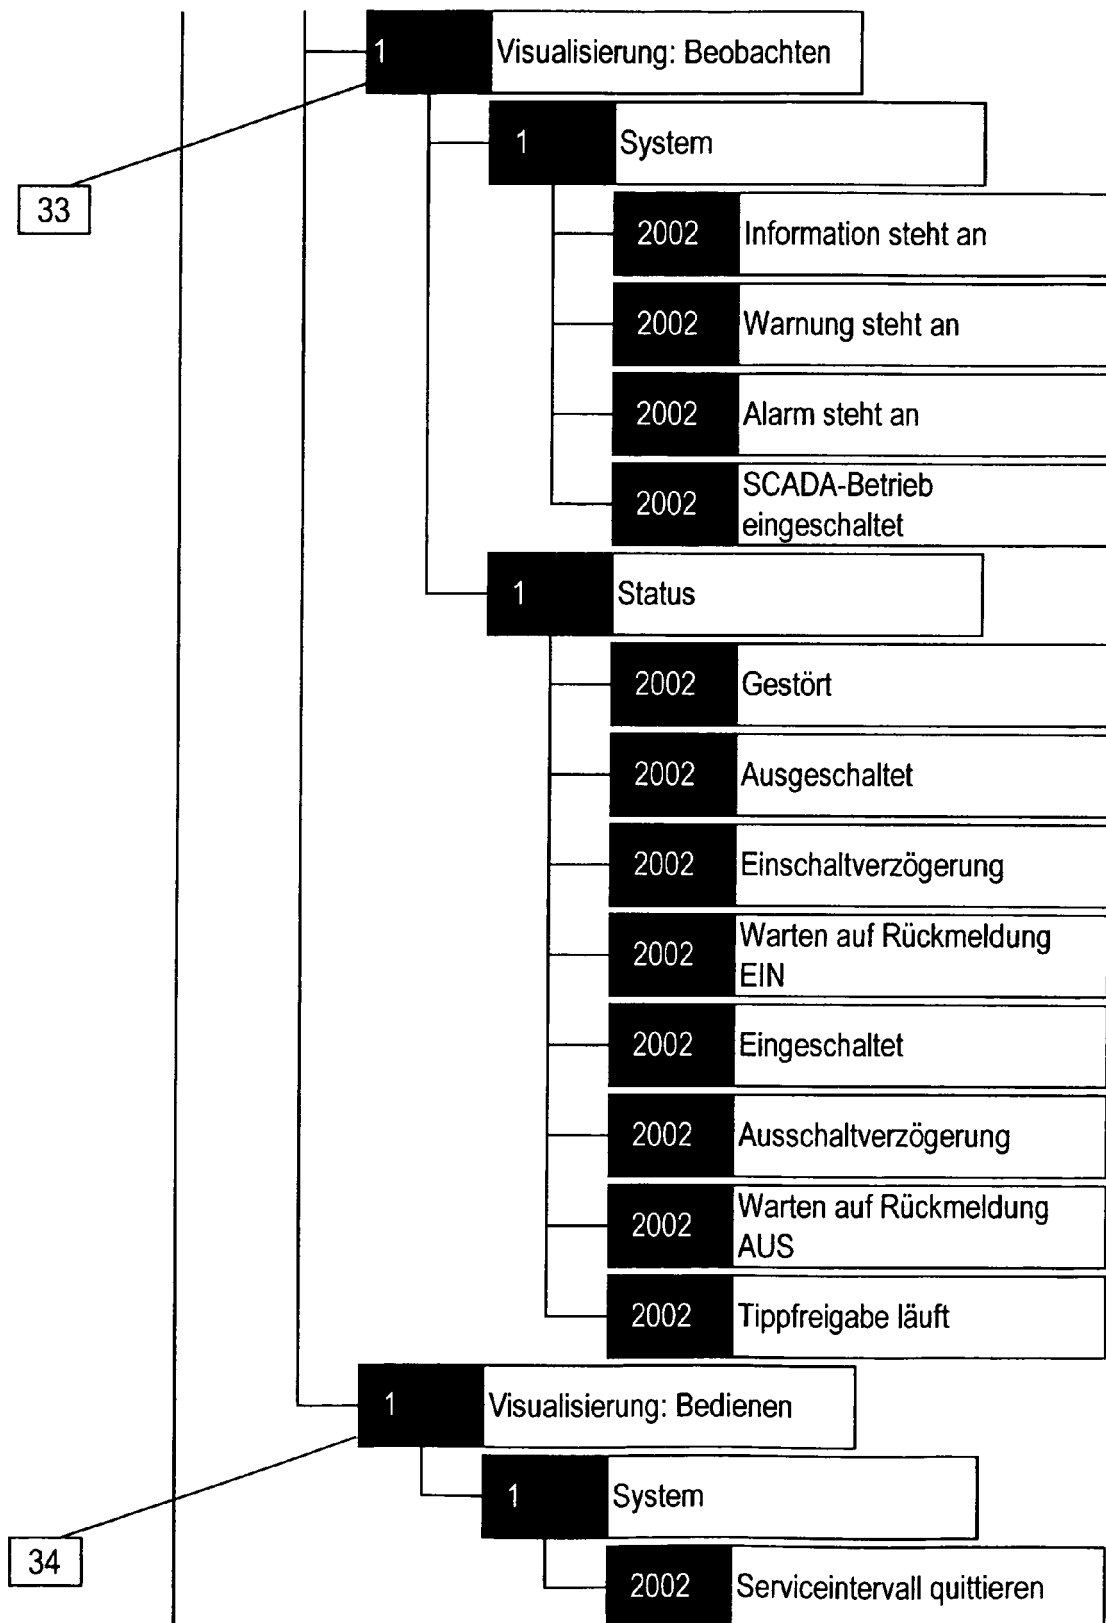 1 Visualisierung: Beobachten
1 System
33
2002 Information steht an
2002 Warnung steht an
2002 Alarm steht an
2002 SCADA-Betrieb
eingeschaltet
1 Status
2002 Gestört
2002 Ausgeschaltet
2002 Einschaltverzögerung
2002 Warten auf Rückmeldung
EIN
2002 Eingeschaltet
2002 Ausschaltverzögerung
2002 Warten auf Rückmeldung
AUS
2002 Tippfreigabe läuft
1 Visualisierung: Bedienen
1 System
34
2002 Serviceintervall quittieren